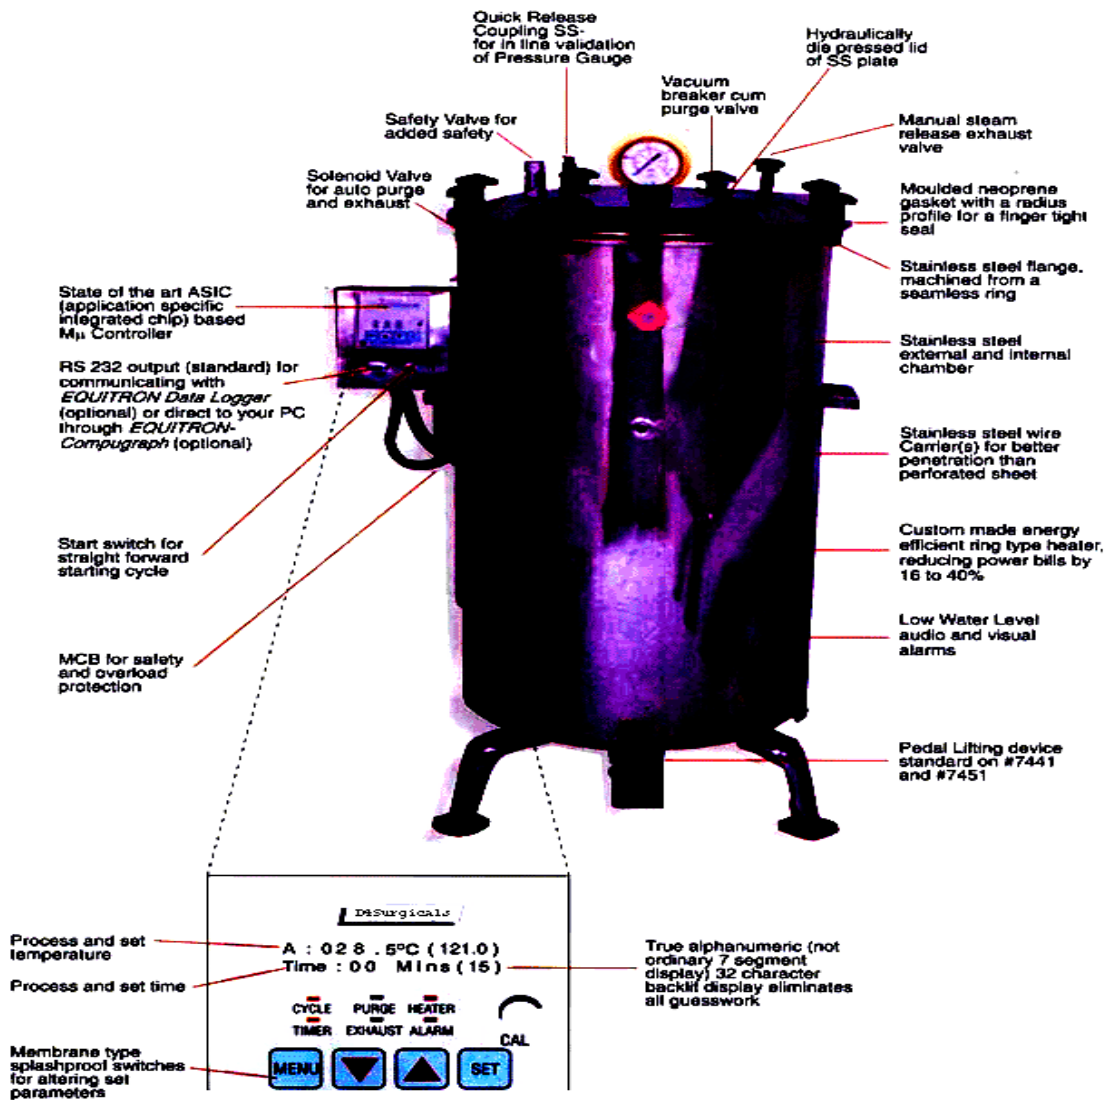 Quick Release
Coupling SS-
for in line validation
of Pressure Gauge
Hydraulically
die pressed lid
of SS plate
Vacuum
breaker cum
purge valve
Safety Valve for
added safety
Manual steam
release exhaust
valve
Solenoid Valve
for auto purge
and exhaust
Moulded neoprene
gasket with a radius
profile for a finger tight
seal
Stainless steel flange,
machined from a
seamless ring
State of the art ASIC
(application specific
integrated chip) based
Mμ Controller
Stainless steel
external and internal
chamber
RS 232 output (standard) for
communicating with
EQUITRON Data Logger
(optional) or direct to your PC
through EQUITRON-
Compugraph (optional)
Stainless steel wire
Carrier(s) for better
penetration than
perforated sheet
Start switch for
straight forward
starting cycle
Custom made energy
efficient ring type heater,
reducing power bills by
16 to 40%
Low Water Level
audio and visual
alarms
MCB for safety
and overload
protection
Pedal Lifting device
standard on #7441
and #7451
D4Surgicals
Process and set
temperature
A : 028 . 5ºC (121.0)
Time : 00 Mins (15)
True alphanumeric (not
ordinary 7 segment
display) 32 character
backlit display eliminates
all guesswork
Process and set time
CYCLE PURGE HEATER
TIMER EXHAUST ALARM
CAL
Membrane type
splashproof switches
for altering set
parameters
MENU
SET